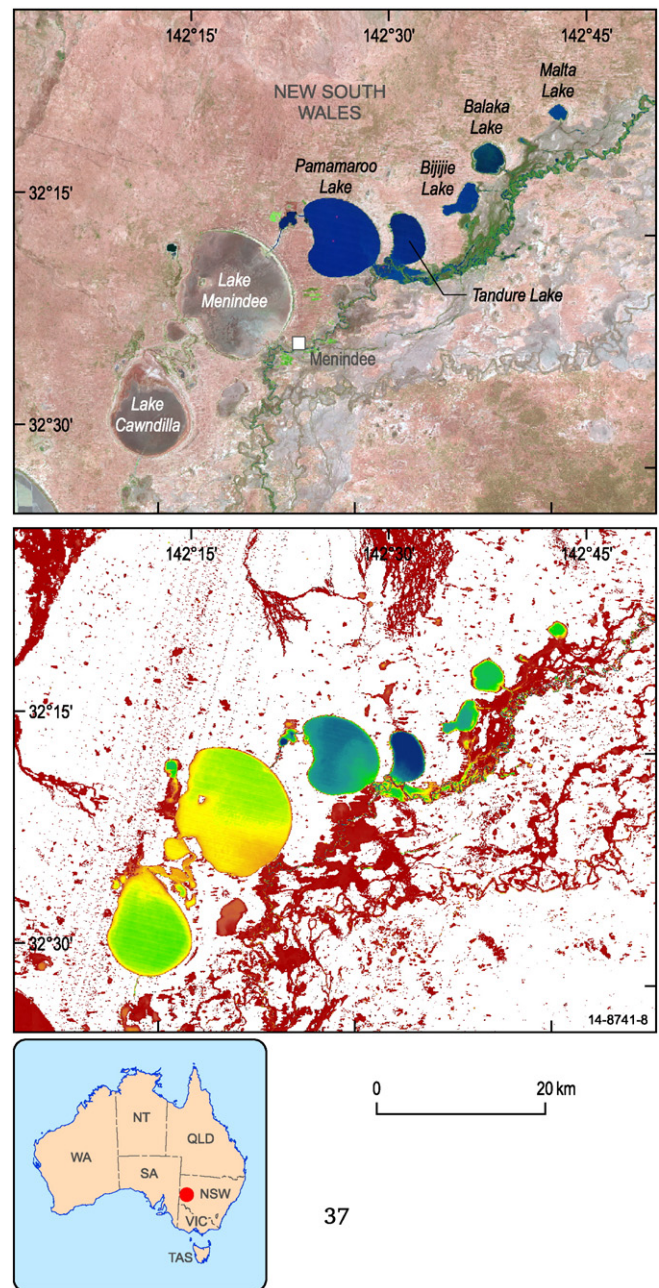 142°15'
142°30'
142°45'
Malta
Lake
NEW SOUTH
WALES
Balaka
Lake
Pamamaroo
Lake
Bijijie
Lake
32°15'
Lake
Menindee
Tandure Lake
Menindee
Lake
Cawndilla
32°30'
142°15'
142°30'
142°45'
32°15'
32°30'
14-8741-8
0
20 km
NT
QLD
WA
SA
NSW
VIC
TAS
37